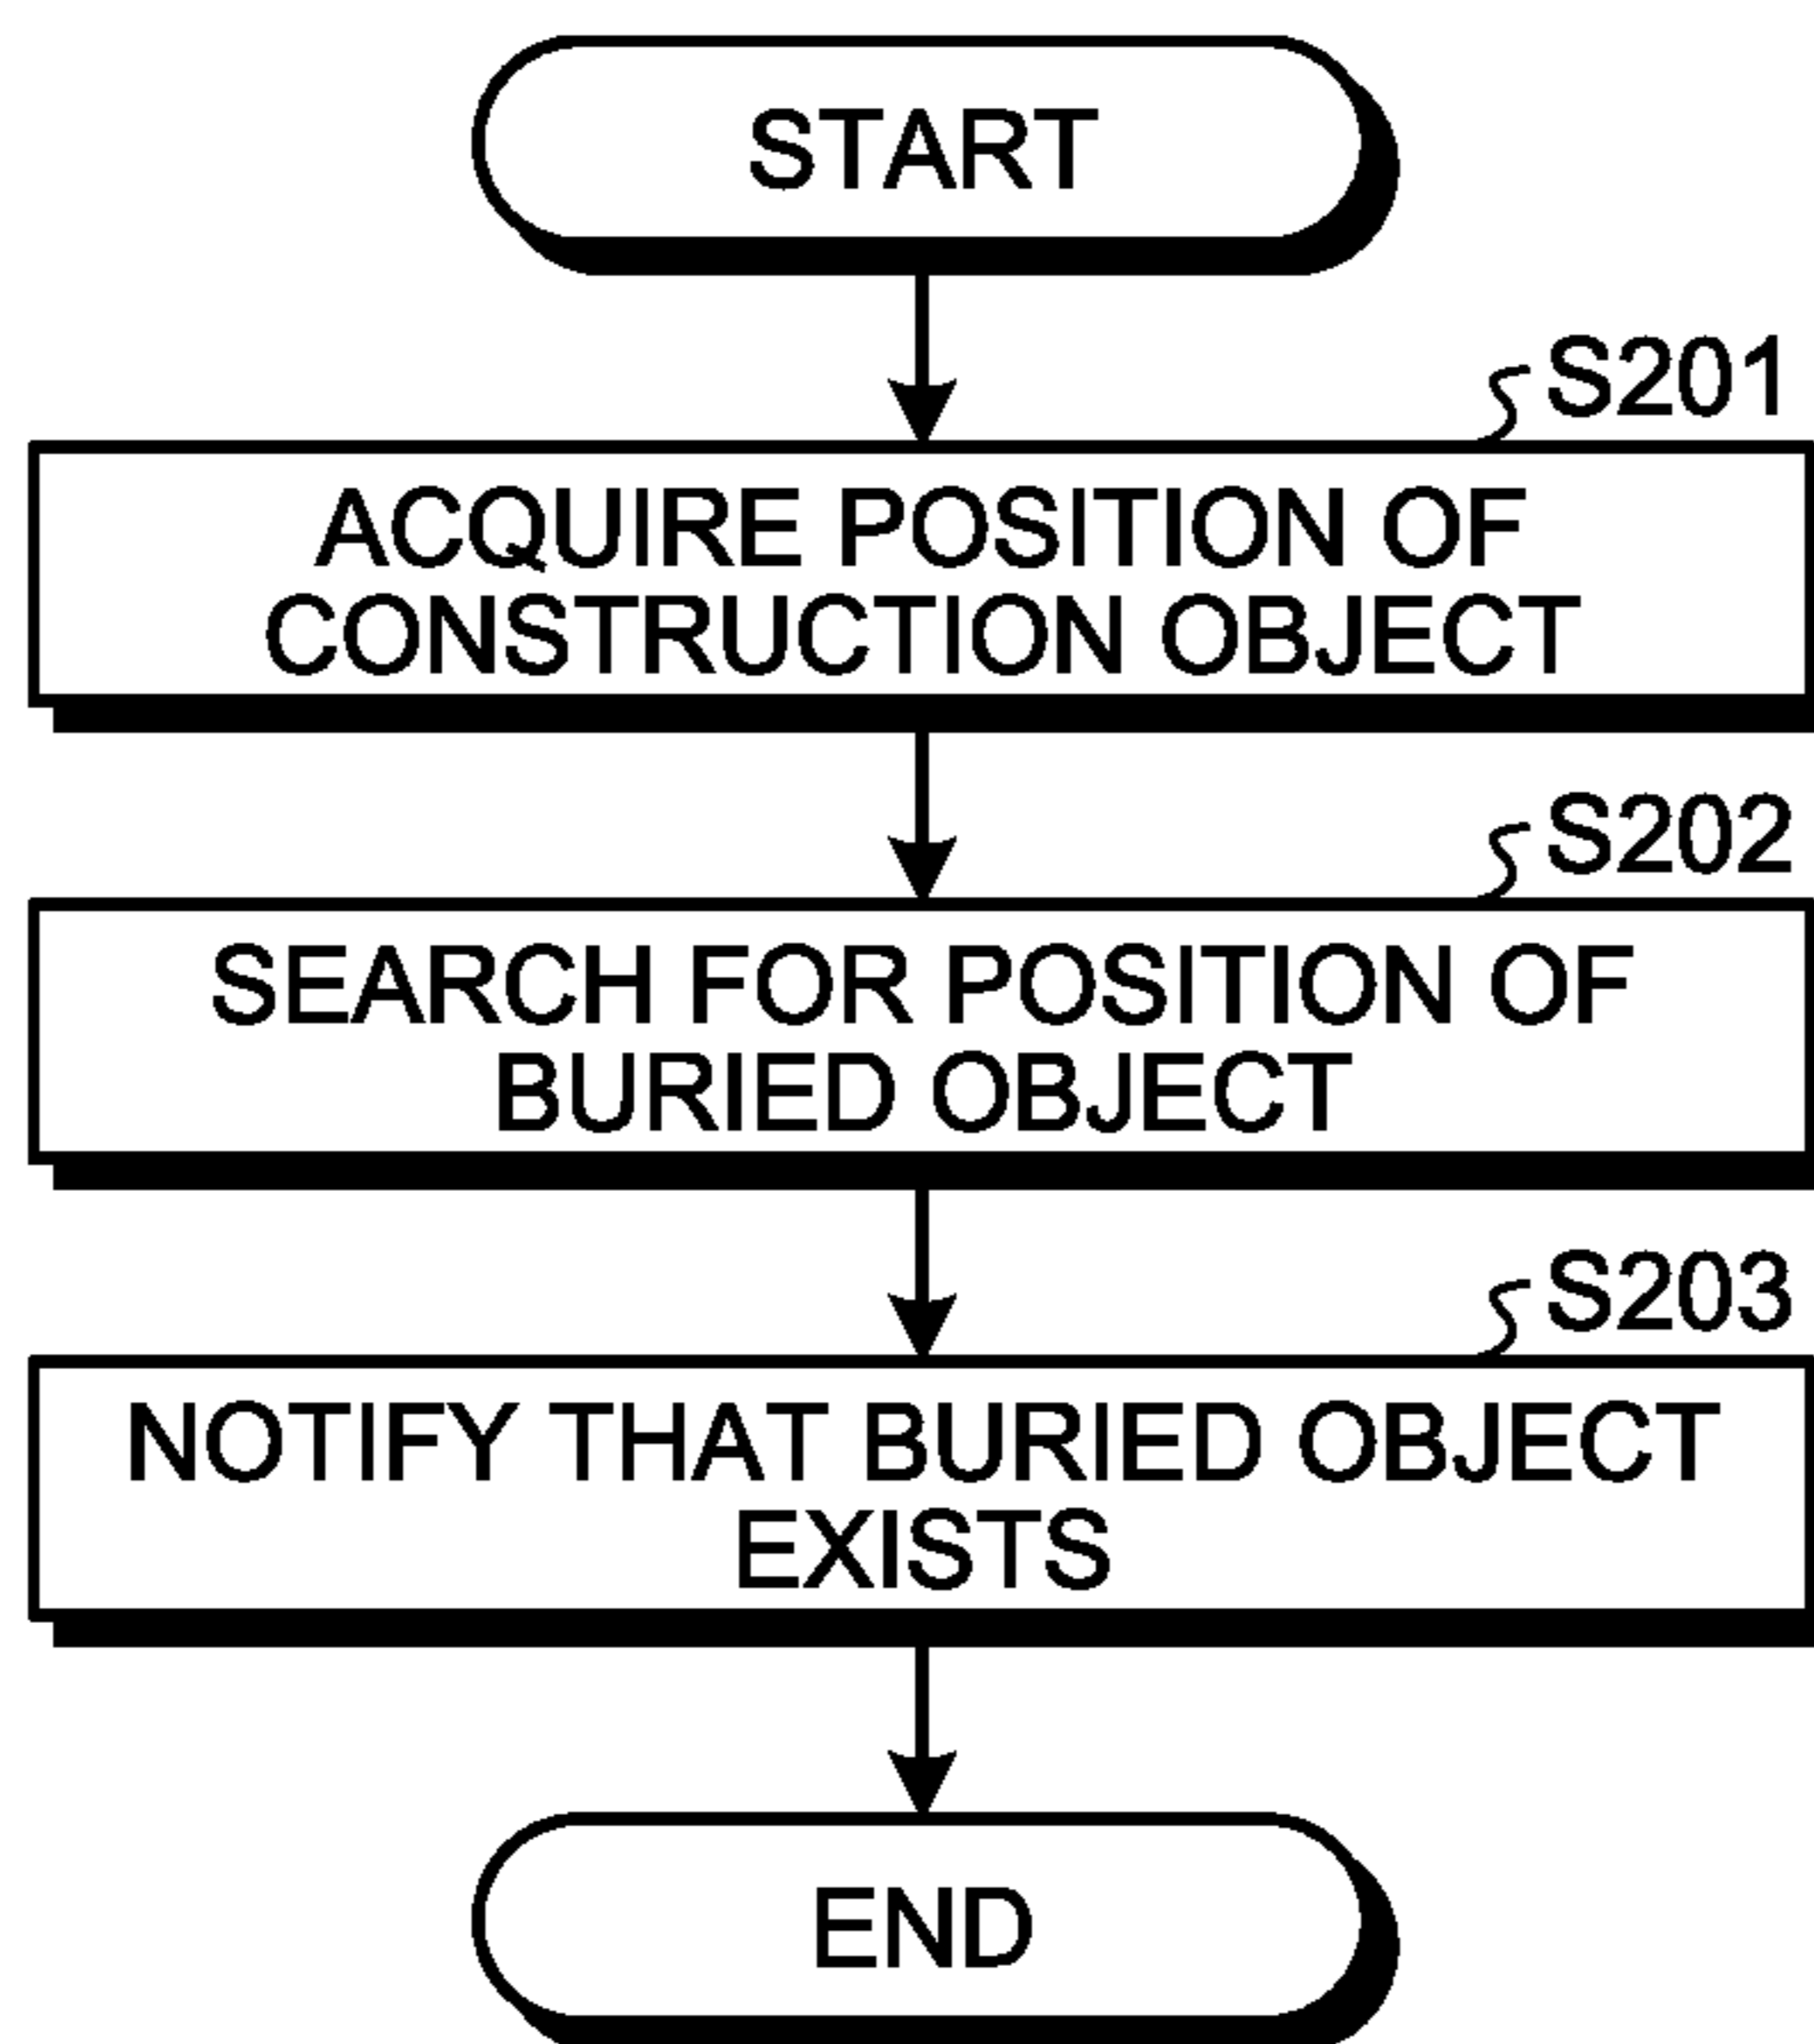 START
S201
ACQUIRE POSITION OF
CONSTRUCTION OBJECT
S202
SEARCH FOR POSITION OF
BURIED OBJECT
S203
NOTIFY THAT BURIED OBJECT
EXISTS
END